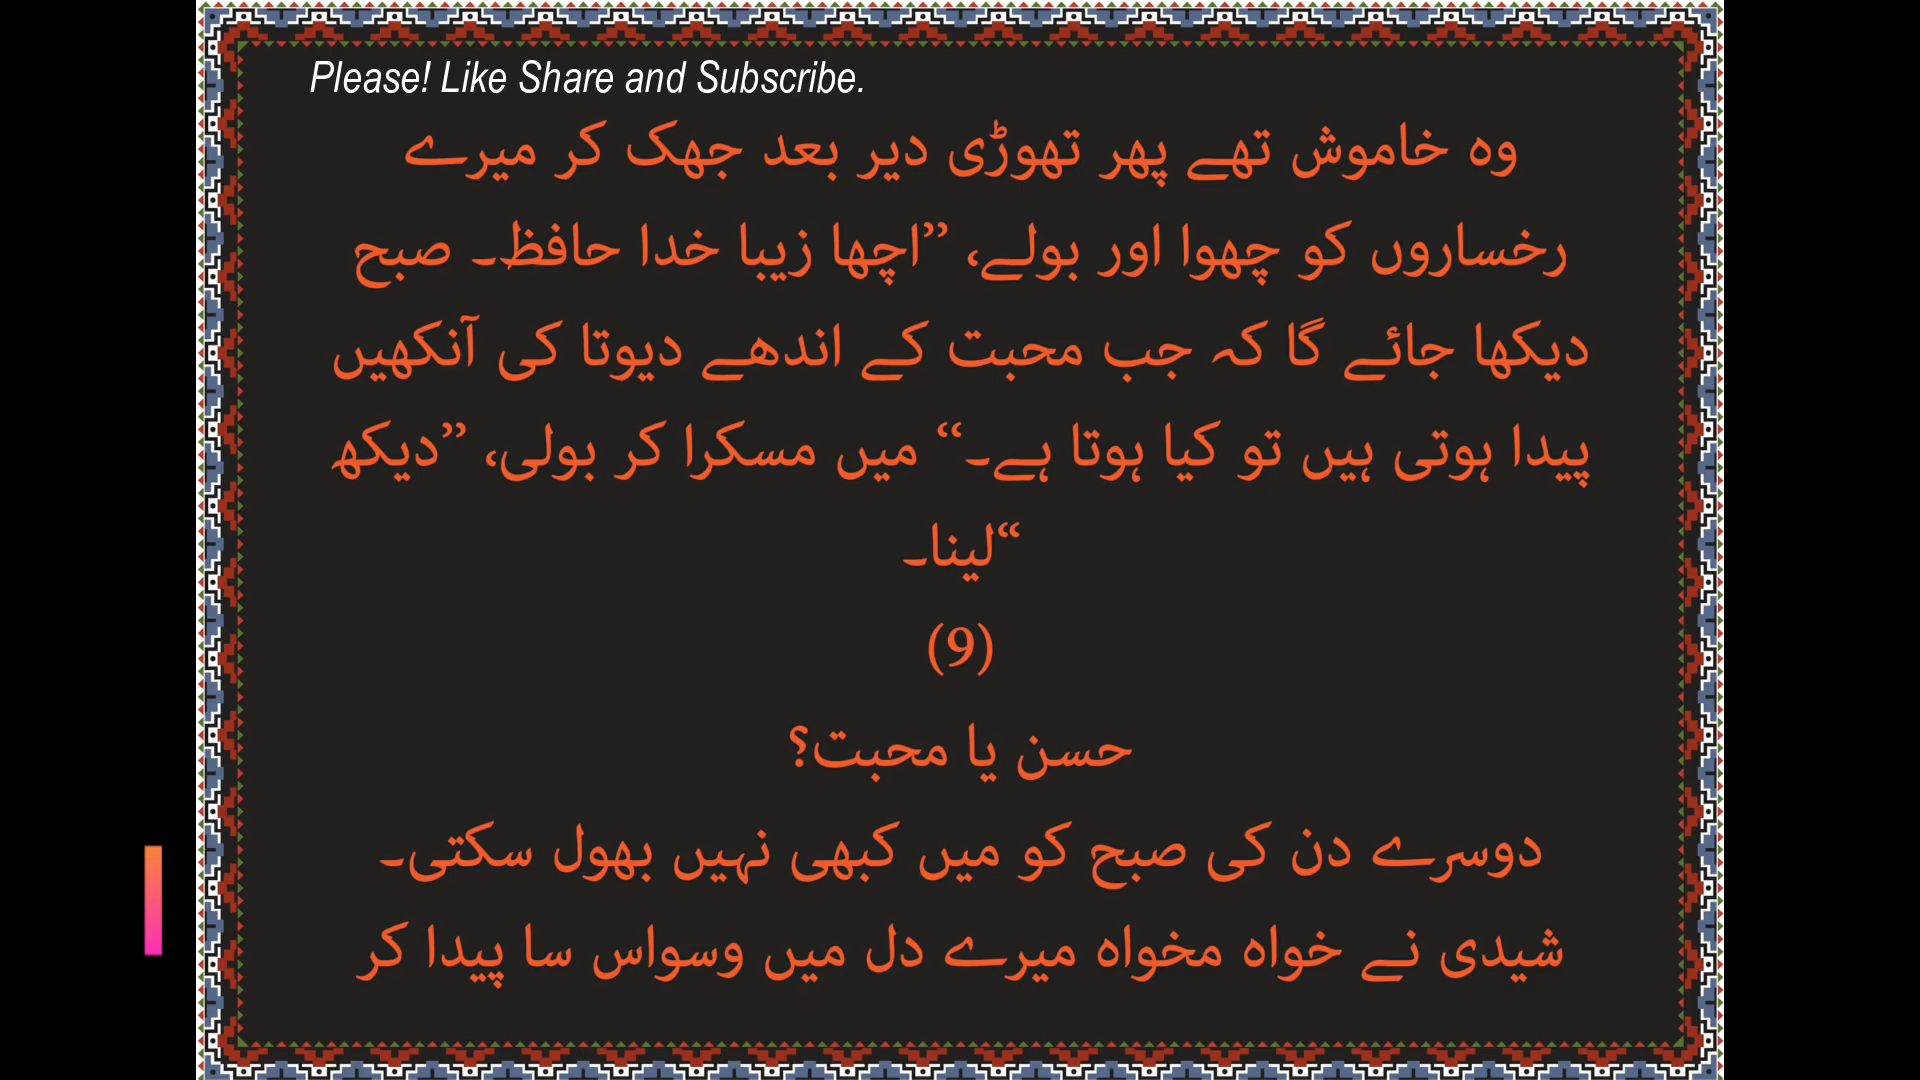 Please! Like Share and Subscribe.
وہ خاموش تھے پھر تھوڑی دیر بعد جھک کر میرے
رخساروں کو چھوا اور بولے، ”اچھا زیبا خدا حافظ۔ صبح
دیکھا جائے گا کہ جب محبت کے اندھے دیوتا کی آنکھیں
پیدا ہوتی ہیں تو کیا ہوتا ہے۔“ میں مسکرا کر بولی، ”دیکھ
“لینا۔
(9)
حسن یا محبت؟
دوسرے دن کی صبح کو میں کبھی نہیں بھول سکتی۔
شیدی نے خواہ مخواہ میرے دل میں وسواس سا پیدا کر